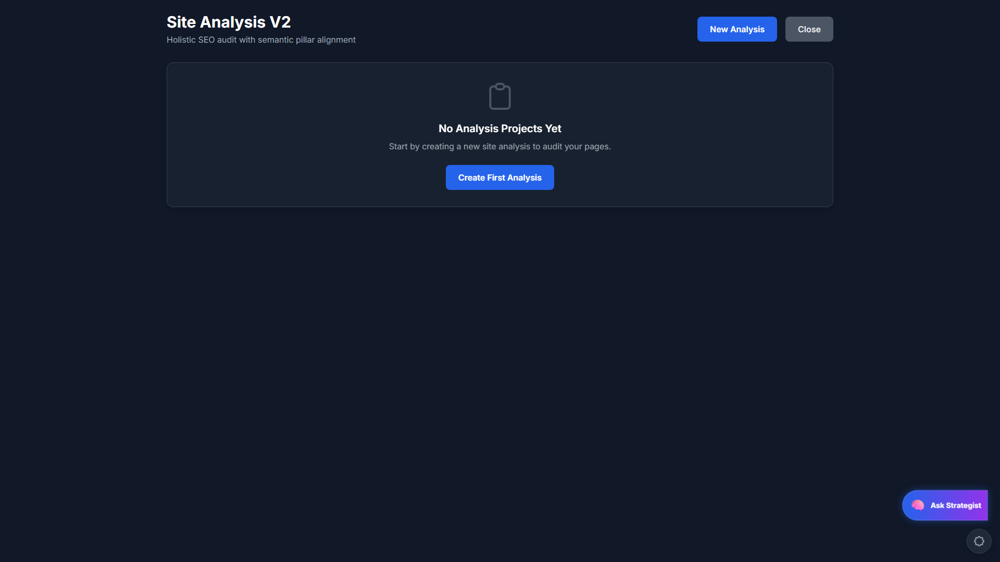 Site Analysis V2
Holistic SEO audit with semantic pillar alignment
New Analysis
Close
No Analysis Projects Yet
Start by creating a new site analysis to audit your pages.
Create First Analysis
Ask Strategist